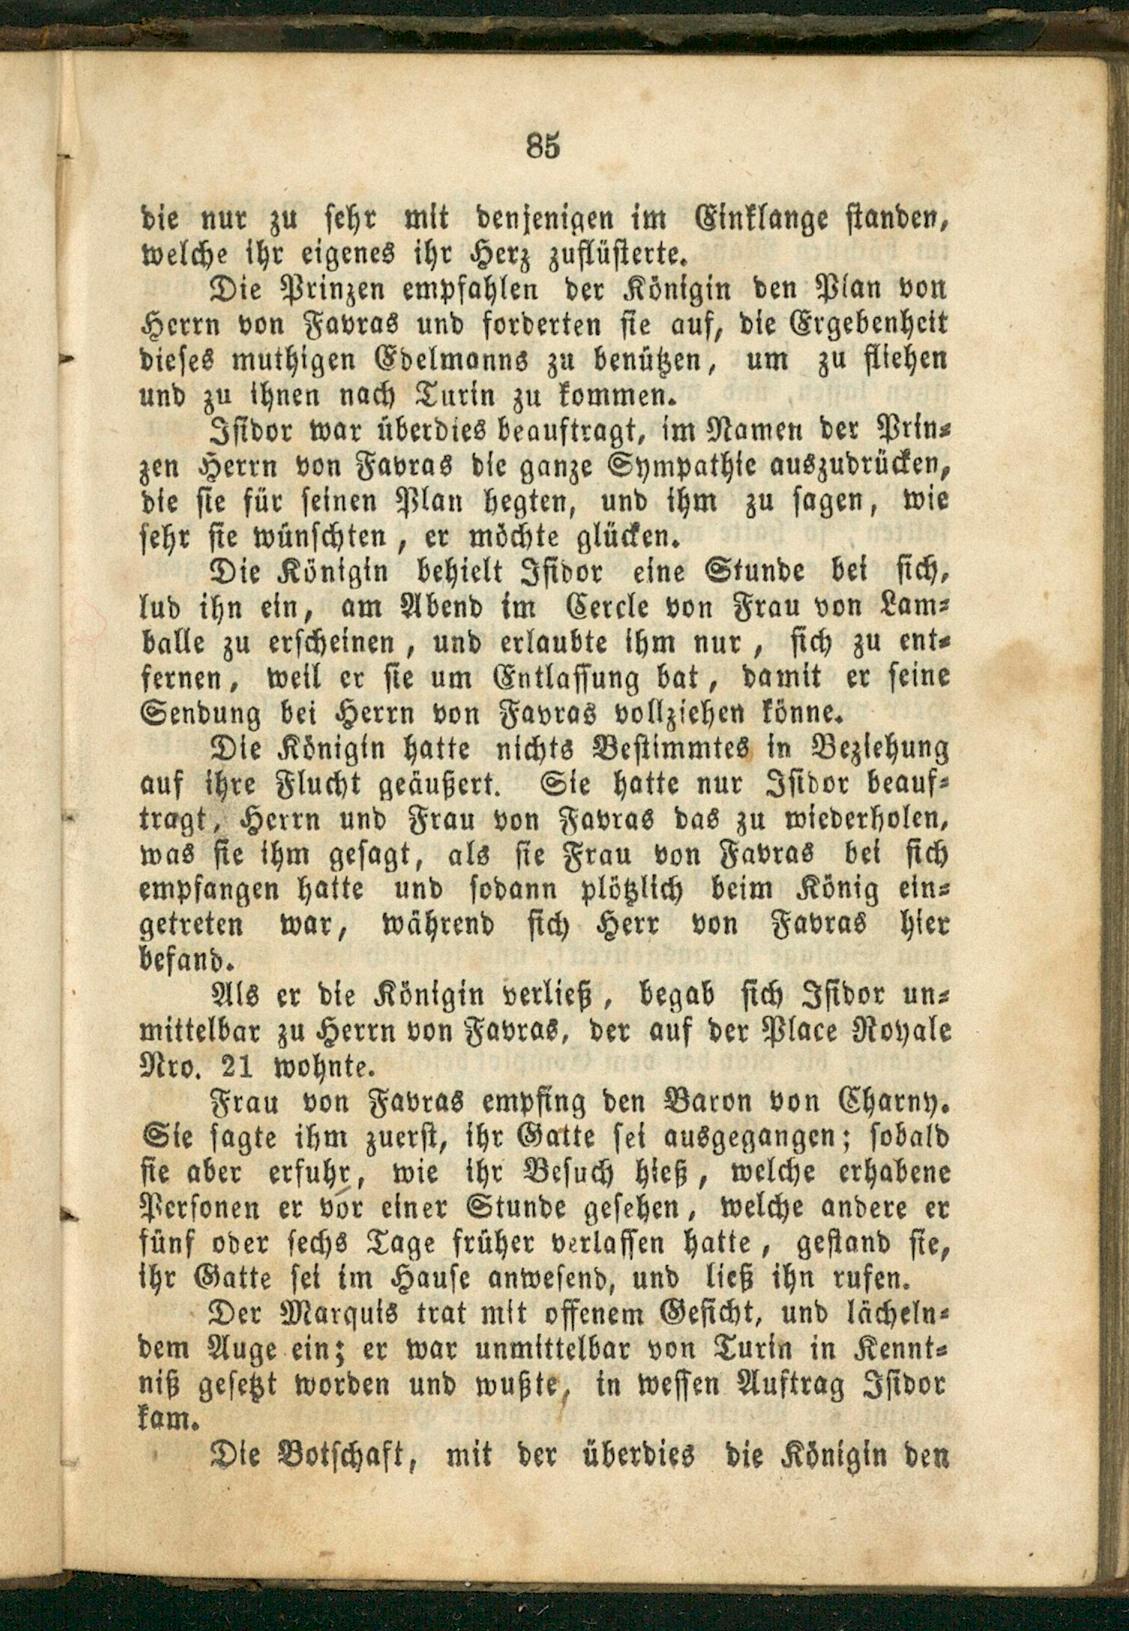 85
die nur zu sehr mit denjenigen im Einklange standen,
welche ihr eigenes ihr Herz zuflüsterte.
Die Prinzen empfahlen der Königin den Plan von
Herrn von Favras und forderten sie auf, die Ergebenheit
dieses muthigen Edelmanns zu benützen, um zu fliehen
und zu ihnen nach Turin zu kommen.
Isidor war überdies beauftragt, im Namen der Prin-
zen Herrn von Favras die ganze Sympathie auszudrücken,
die sie für seinen Plan hegten, und ihm zu sagen, wie
sehr sie wünschten, er möchte glücken.
Die Königin behielt Isidor eine Stunde bei sich,
lud ihn ein, am Abend im Cercle von Frau von Lam-
balle zu erscheinen, und erlaubte ihm nur, sich zu ent-
fernen, weil er sie um Entlassung bat, damit er seine
Sendung bei Herrn von Favras vollziehen könne.
Die Königin hatte nichts Bestimmtes in Beziehung
auf ihre Flucht geäußert. Sie hatte nur Isidor beauf-
tragt, Herrn und Frau von Favras das zu wiederholen,
was sie ihm gesagt, als sie Frau von Favras bei sich
empfangen hatte und sodann plötzlich beim König ein-
getreten war, während sich Herr von Favras hier
befand.
Als er die Königin verließ, begab sich Isidor un-
mittelbar zu Herrn von Favras, der auf der Place Royale
Nro. 21 wohnte.
Frau von Favras empfing den Baron von Charny.
Sie sagte ihm zuerst, ihr Gatte sei ausgegangen; sobald
sie aber erfuhr, wie ihr Besuch hieß, welche erhabene
Personen er vor einer Stunde gesehen, welche andere er
fünf oder sechs Tage früher verlassen hatte, gestand sie,
ihr Gatte sei im Hause anwesend, und ließ ihn rufen.
Der Marquis trat mit offenem Gesicht, und lächeln-
dem Auge ein; er war unmittelbar von Turin in Kennt-
niß gesetzt worden und wußte, in wessen Auftrag Isidor
kam.
Die Botschaft, mit der überdies die Königin den